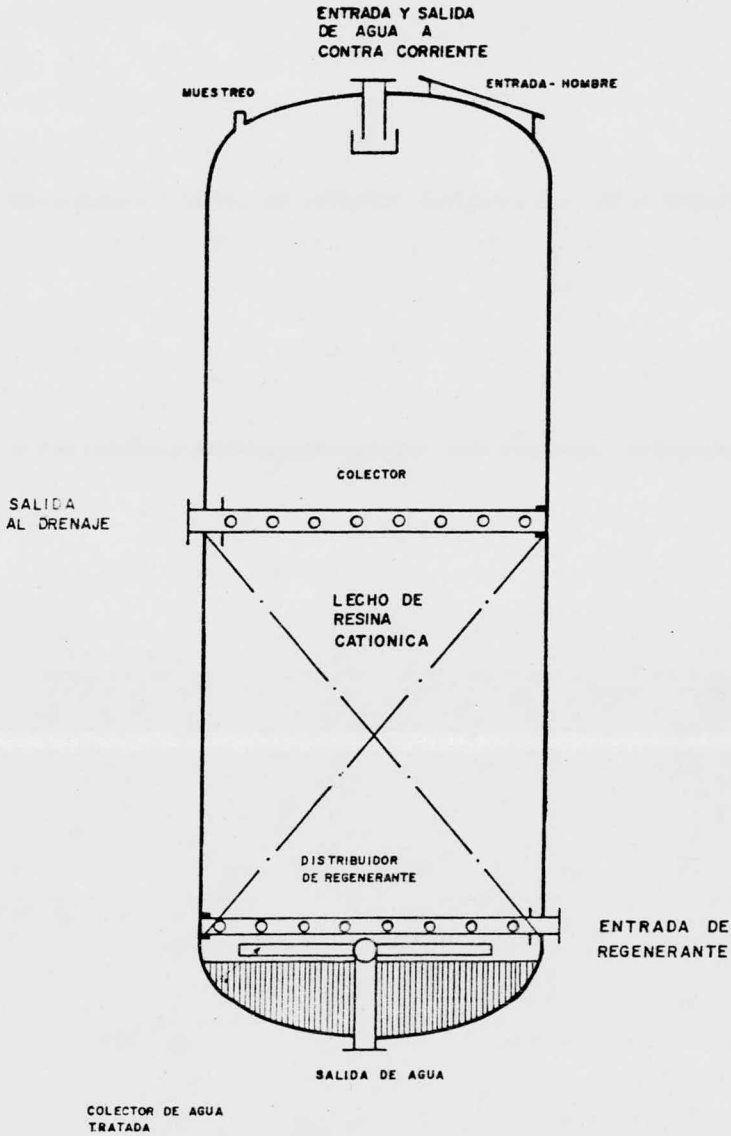 ENTRADA Y SALIDA
DE AGUA A
CONTRA CORRIENTE
MUESTREO
ENTRADA - HOMBRE
COLECTOR
SALIDA
AL DRENAJE
LECHO DE
RESINA
CATIONICA
DISTRIBUIDOR
DE REGENERANTE
ENTRADA DE
REGENERANTE
SALIDA DE AGUA
COLECTOR DE AGUA
TRATADA